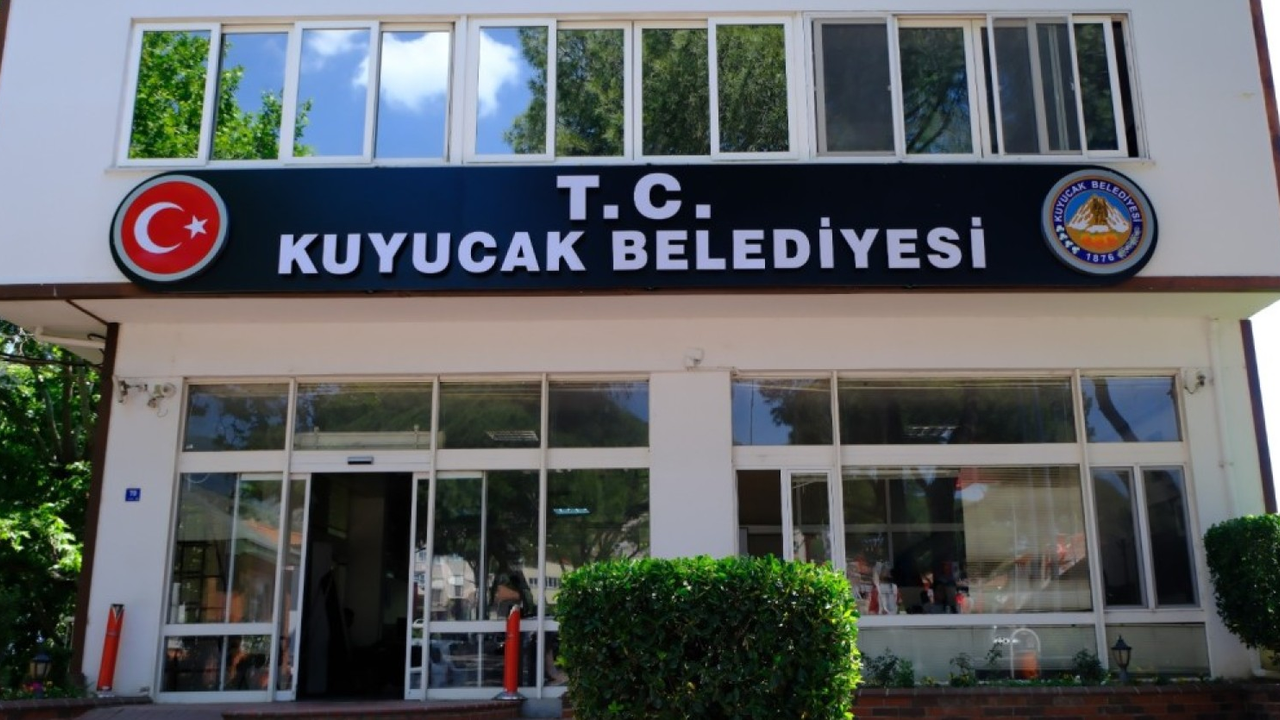 T.C.
KUYUCAK BELEDİYESİ
KUYUCAK BELEDİYESİ
1876